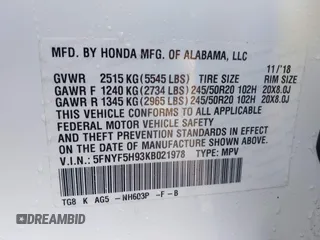 MFD. BY HONDA MFG. OF ALABAMA, LLC
11/'18
GVWR 2515 KG (5545 LBS) TIRE SIZE RIM SIZE
GAWR F 1240 KG (2734 LBS) 245/50R20 102H 20X8.0J
GAWR R 1345 KG (2965 LBS) 245/50R20 102H 20X8.0J
THIS VEHICLE CONFORMS TO ALL
APPLICABLE FEDERAL MOTOR VEHICLE
SAFETY AND THEFT PREVENTION
STANDARDS IN EFFECT ON THE DATE OF
MANUFACTURE SHOWN ABOVE.
V.I.N.: 5FNYF5H93KB021978 TYPE: MPV
TG8 K AG5 -NH603P -F -B
DREAMBID.COM